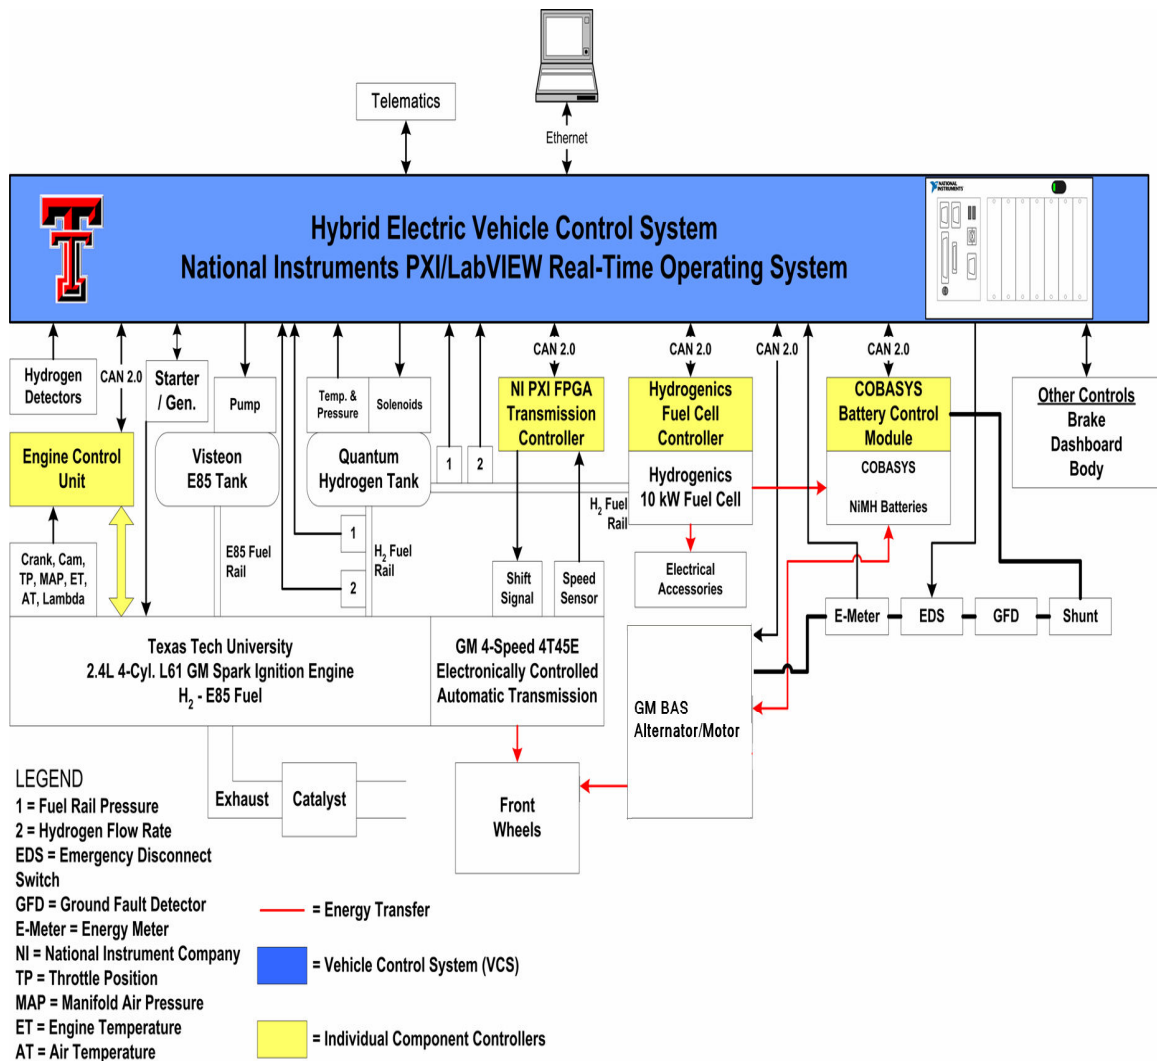 Telematics
Ethernet
NATIONAL
INSTRUMENTS
Hybrid Electric Vehicle Control System
National Instruments PXI/LabVIEW Real-Time Operating System
CAN 2.0
CAN 2.0
CAN 2.0
CAN 2.0
CAN 2.0
Hydrogen
Detectors
Starter
/ Gen.
Pump
Temp. &
Pressure
Solenoids
NI PXI FPGA
Transmission
Controller
Hydrogenics
Fuel Cell
Controller
COBASYS
Battery Control
Module
Other Controls
Brake
Dashboard
Body
Engine Control
Unit
Visteon
E85 Tank
Quantum
Hydrogen Tank
1
2
Hydrogenics
10 kW Fuel Cell
COBASYS
NiMH Batteries
H2 Fuel
Rail
1
2
E85 Fuel
Rail
H2 Fuel
Rail
Crank, Cam,
TP, MAP, ET,
AT, Lambda
Shift
Signal
Speed
Sensor
Electrical
Accessories
E-Meter
EDS
GFD
Shunt
Texas Tech University
2.4L 4-Cyl. L61 GM Spark Ignition Engine
H2 - E85 Fuel
GM 4-Speed 4T45E
Electronically Controlled
Automatic Transmission
GM BAS
Alternator/Motor
Exhaust
Catalyst
Front
Wheels
LEGEND
1 = Fuel Rail Pressure
2 = Hydrogen Flow Rate
EDS = Emergency Disconnect
Switch
GFD = Ground Fault Detector
E-Meter = Energy Meter
NI = National Instrument Company
TP = Throttle Position
MAP = Manifold Air Pressure
ET = Engine Temperature
AT = Air Temperature
= Energy Transfer
= Vehicle Control System (VCS)
= Individual Component Controllers